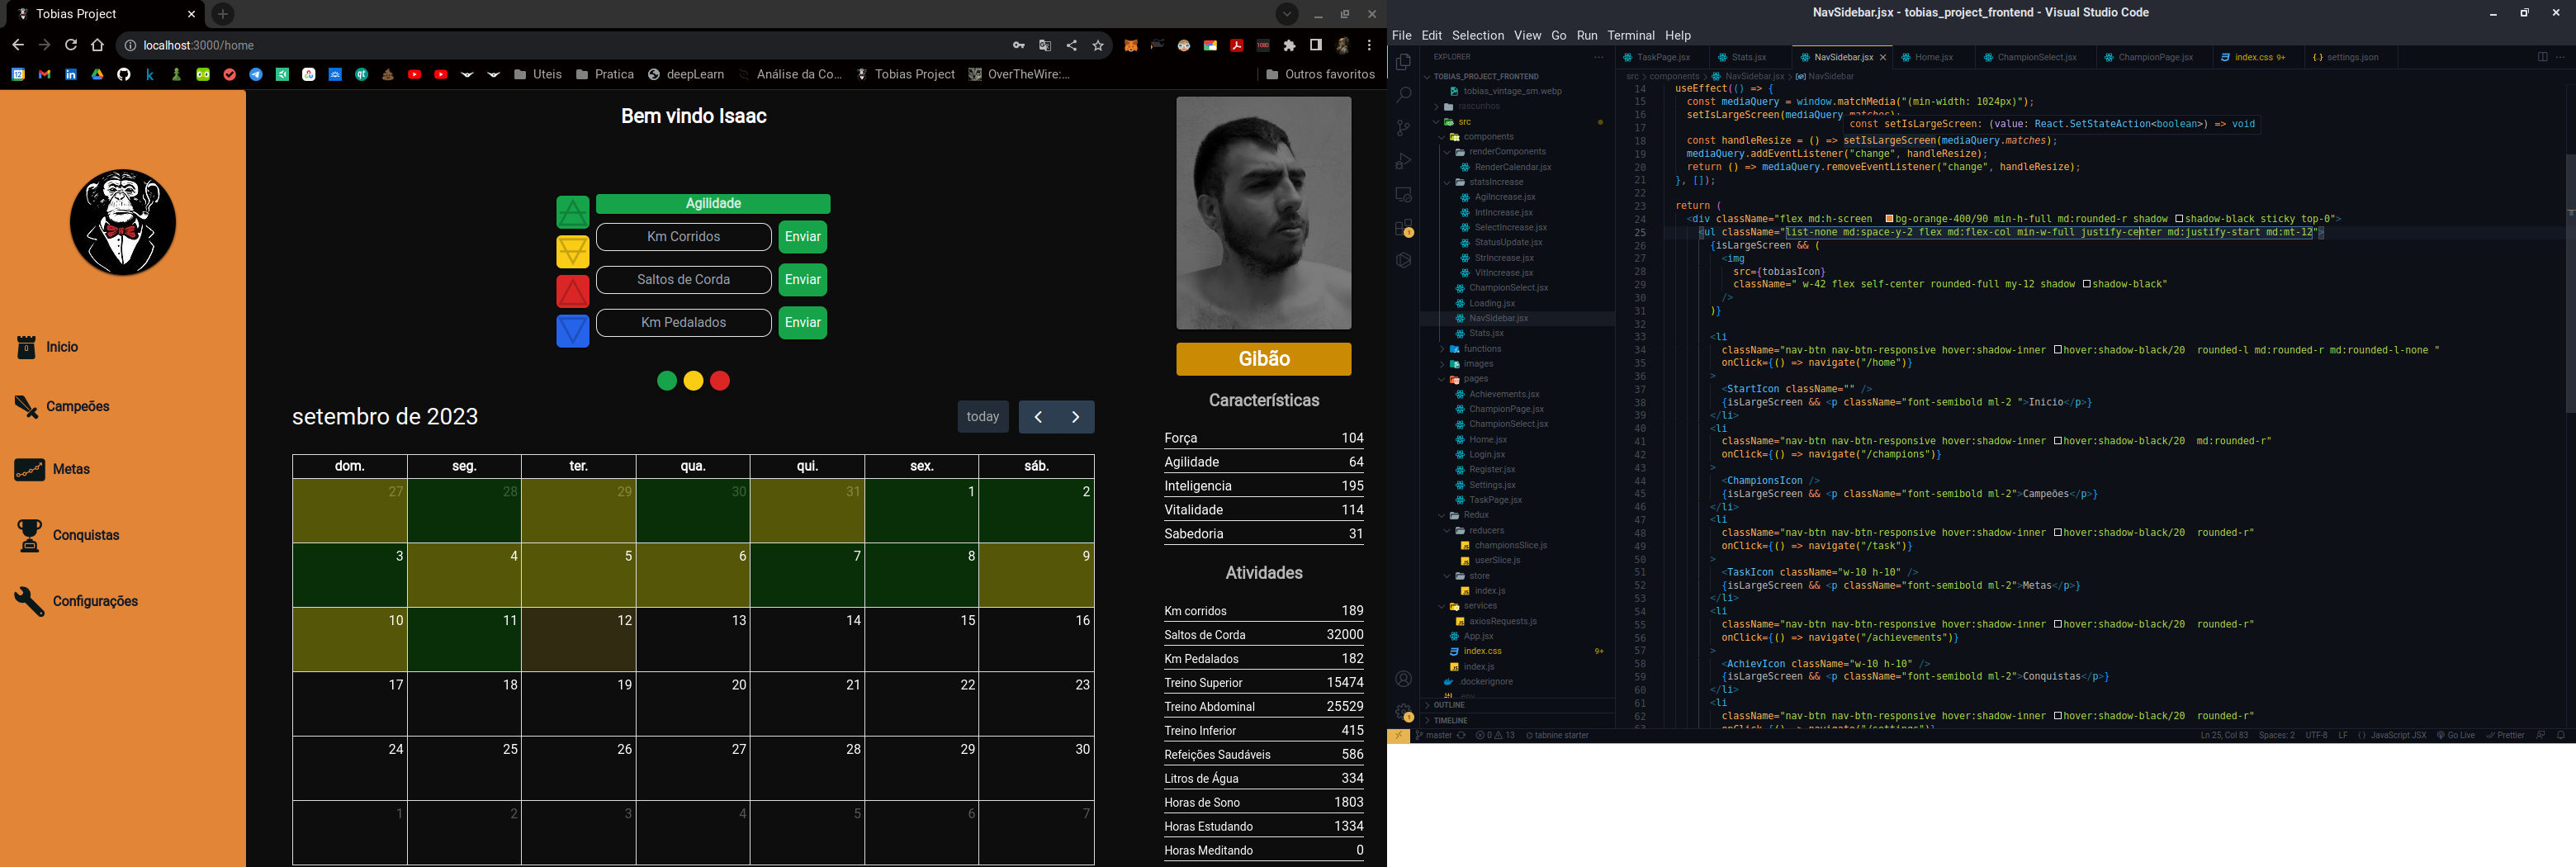 Tobias Project
localhost:3000/home
Uteis
Pratica
deepLearn
Análise da Co...
Tobias Project
OverTheWire:...
Outros favoritos
Inicio
Campeões
Metas
Conquistas
Configurações
Bem vindo Isaac
Agilidade
Km Corridos Enviar
Saltos de Corda Enviar
Km Pedalados Enviar
setembro de 2023
today
dom. seg. ter. qua. qui. sex. sáb.
27 28 29 30 31 1 2
3 4 5 6 7 8 9
10 11 12 13 14 15 16
17 18 19 20 21 22 23
24 25 26 27 28 29 30
1 2 3 4 5 6 7
Gibão
Características
Força 104
Agilidade 64
Inteligencia 195
Vitalidade 114
Sabedoria 31
Atividades
Km corridos 189
Saltos de Corda 32000
Km Pedalados 182
Treino Superior 15474
Treino Abdominal 25529
Treino Inferior 415
Refeições Saudáveis 586
Litros de Água 334
Horas de Sono 1803
Horas Estudando 1334
Horas Meditando 0
NavSidebar.jsx - tobias_project_frontend - Visual Studio Code
File Edit Selection View Go Run Terminal Help
EXPLORER
TOBIAS_PROJECT_FRONTEND
tobias_vintage_sm.webp
rascunhos
src
components
renderComponents
RenderCalendar.jsx
statsIncrease
AgiIncrease.jsx
IntIncrease.jsx
SelectIncrease.jsx
StatusUpdate.jsx
StrIncrease.jsx
VitIncrease.jsx
ChampionSelect.jsx
Loading.jsx
NavSidebar.jsx
Stats.jsx
functions
images
pages
Achievements.jsx
ChampionPage.jsx
ChampionSelect.jsx
Home.jsx
Login.jsx
Register.jsx
Settings.jsx
TaskPage.jsx
Redux
reducers
championsSlice.js
userSlice.js
store
index.js
services
axiosRequests.js
App.jsx
index.css 9+
index.js
.dockerignore
.env
OUTLINE
TIMELINE
TaskPage.jsx Stats.jsx NavSidebar.jsx Home.jsx ChampionSelect.jsx ChampionPage.jsx index.css 9+ settings.json
src > components > NavSidebar.jsx > NavSidebar
14 useEffect(() => {
15 const mediaQuery = window.matchMedia("(min-width: 1024px)");
16 setIsLargeScreen(mediaQuery.matches);
const setIsLargeScreen: (value: React.SetStateAction<boolean>) => void
17
18 const handleResize = () => setIsLargeScreen(mediaQuery.matches);
19 mediaQuery.addEventListener("change", handleResize);
20 return () => mediaQuery.removeEventListener("change", handleResize);
21 }, []);
22
23 return (
24 <div className="flex md:h-screen bg-orange-400/90 min-h-full md:rounded-r shadow shadow-black sticky top-0">
25 <ul className="list-none md:space-y-2 flex md:flex-col min-w-full justify-center md:justify-start md:mt-12">
26 {isLargeScreen && (
27 <img
28 src={tobiasIcon}
29 className=" w-42 flex self-center rounded-full my-12 shadow shadow-black"
30 />
31 )}
32
33 <li
34 className="nav-btn nav-btn-responsive hover:shadow-inner hover:shadow-black/20 rounded-l md:rounded-r md:rounded-l-none "
35 onClick={() => navigate("/home")}
36 >
37 <StartIcon className="" />
38 {isLargeScreen && <p className="font-semibold ml-2 ">Inicio</p>}
39 </li>
40 <li
41 className="nav-btn nav-btn-responsive hover:shadow-inner hover:shadow-black/20 md:rounded-r"
42 onClick={() => navigate("/champions")}
43 >
44 <ChampionsIcon />
45 {isLargeScreen && <p className="font-semibold ml-2">Campeões</p>}
46 </li>
47 <li
48 className="nav-btn nav-btn-responsive hover:shadow-inner hover:shadow-black/20 rounded-r"
49 onClick={() => navigate("/task")}
50 >
51 <TaskIcon className="w-10 h-10" />
52 {isLargeScreen && <p className="font-semibold ml-2">Metas</p>}
53 </li>
54 <li
55 className="nav-btn nav-btn-responsive hover:shadow-inner hover:shadow-black/20 rounded-r"
56 onClick={() => navigate("/achievements")}
57 >
58 <AchievIcon className="w-10 h-10" />
59 {isLargeScreen && <p className="font-semibold ml-2">Conquistas</p>}
60 </li>
61 <li
62 className="nav-btn nav-btn-responsive hover:shadow-inner hover:shadow-black/20 rounded-r"
master 0 13 tabnine starter
Ln 25, Col 83 Spaces: 2 UTF-8 LF JavaScript JSX Go Live Prettier